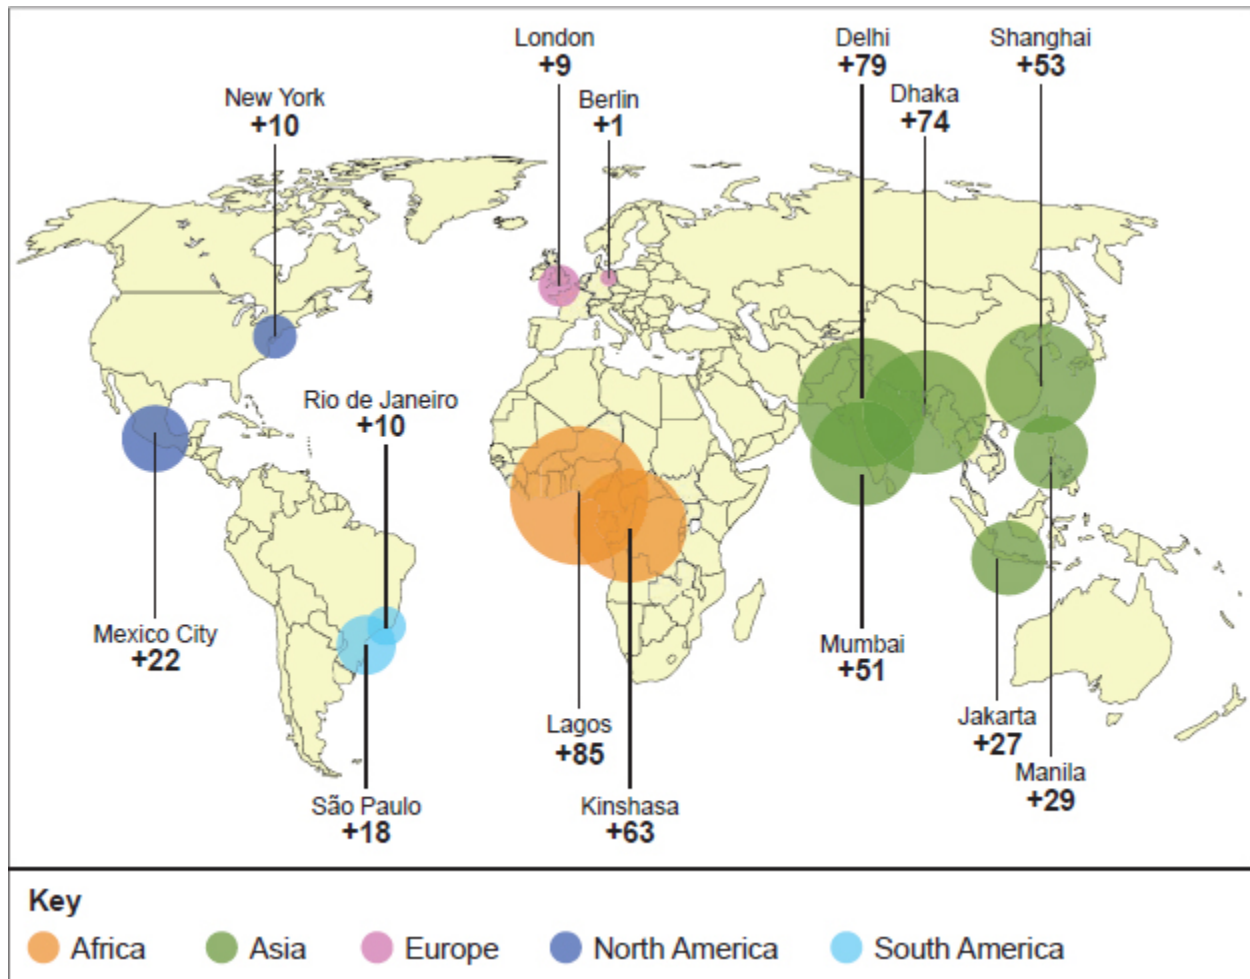 London
+9
Delhi
+79
Shanghai
+53
New York
+10
Berlin
+1
Dhaka
+74
Rio de Janeiro
+10
Mexico City
+22
Mumbai
+51
Lagos
+85
Jakarta
+27
Manila
+29
São Paulo
+18
Kinshasa
+63
Key
Africa
Asia
Europe
North America
South America